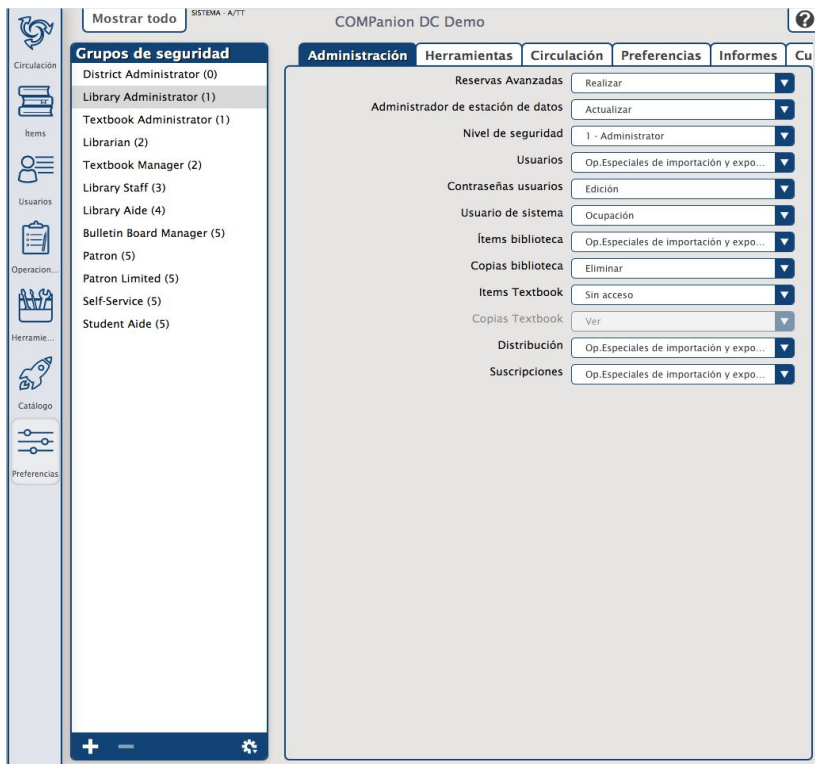 Mostrar todo
SISTEMA - A/TT
COMPanion DC Demo
?
Circulación
Ítems
Usuarios
Operacion...
Herramie...
Catálogo
Preferencias
Grupos de seguridad
District Administrator (0)
Library Administrator (1)
Textbook Administrator (1)
Librarian (2)
Textbook Manager (2)
Library Staff (3)
Library Aide (4)
Bulletin Board Manager (5)
Patron (5)
Patron Limited (5)
Self-Service (5)
Student Aide (5)
Administración Herramientas Circulación Preferencias Informes Cu
Reservas Avanzadas Realizar
Administrador de estación de datos Actualizar
Nivel de seguridad 1 - Administrator
Usuarios Op.Especiales de importación y expo...
Contraseñas usuarios Edición
Usuario de sistema Ocupación
Ítems biblioteca Op.Especiales de importación y expo...
Copias biblioteca Eliminar
Items Textbook Sin acceso
Copias Textbook Ver
Distribución Op.Especiales de importación y expo...
Suscripciones Op.Especiales de importación y expo...